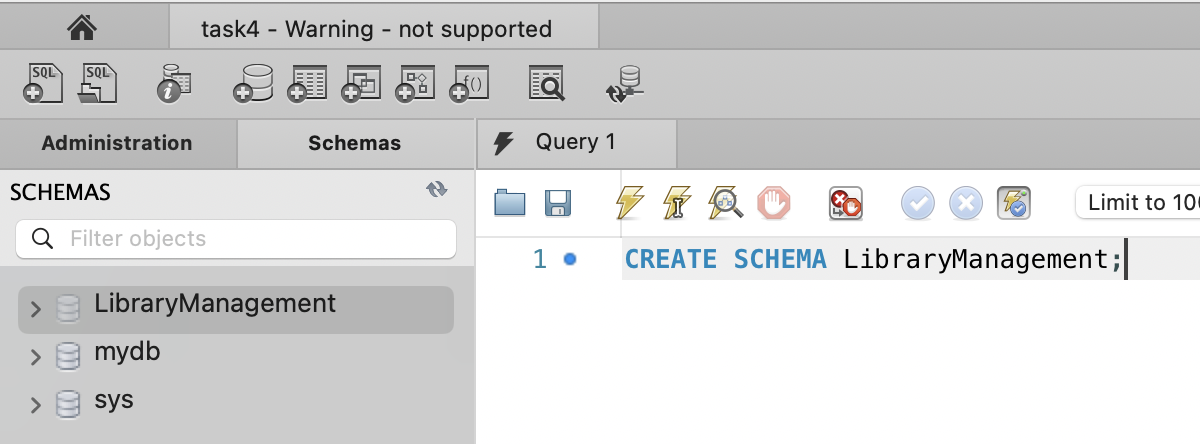 task4 - Warning - not supported
SQL SQL i f()
Administration Schemas Query 1
SCHEMAS
Filter objects
Limit to 10
1 CREATE SCHEMA LibraryManagement;
LibraryManagement
mydb
sys